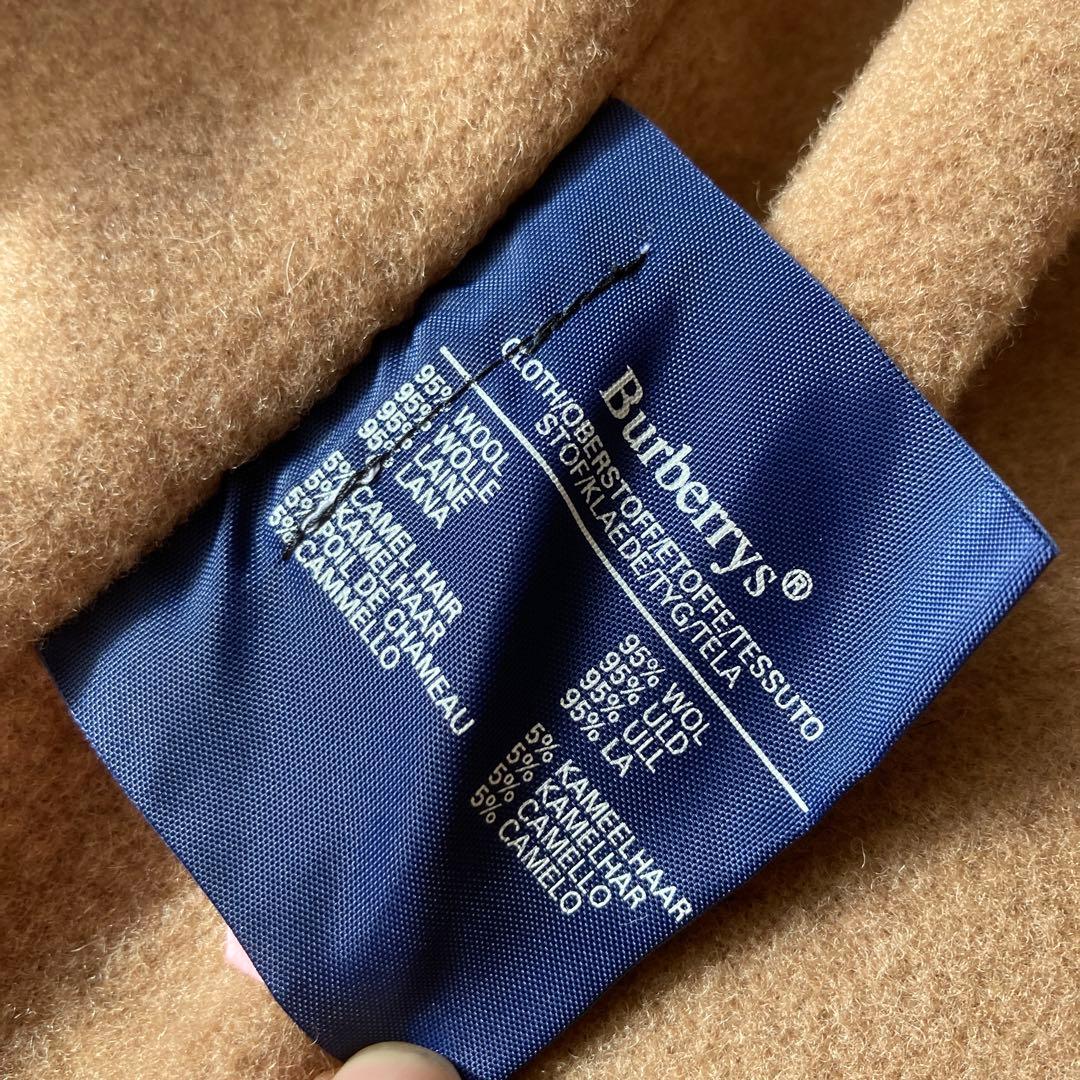 Burberrys®
CLOTH/OBERSTOFF/ETOFFE/TESSUTO
STOF/KLAEDE/TYG/TELA
95% WOOL
95% WOLLE
95% LAINE
95% LANA
5% CAMEL HAIR
5% KAMELHAAR
5% POIL DE CHAMEAU
5% CAMMELLO
95% WOL
95% ULD
95% ULL
95% LA
5% KAMEELHAAR
5% KAMELHAR
5% CAMELLO
5% CAMELO